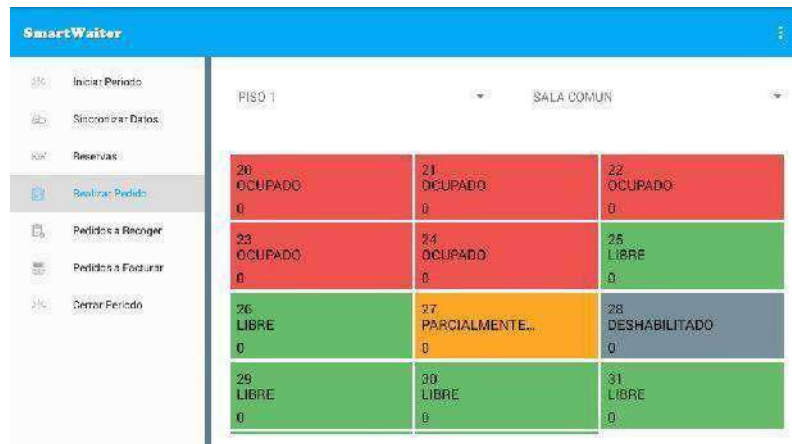 SmartWaiter
Iniciar Periodo
Sincronizar Datos
Reservas
Realizar Pedido
Pedidos a Recoger
Pedidos a Facturar
Cerrar Periodo
PISO 1
SALA COMUN
20
OCUPADO
0
21
OCUPADO
0
22
OCUPADO
0
23
OCUPADO
0
24
OCUPADO
0
25
LIBRE
0
26
LIBRE
0
27
PARCIALMENTE...
0
28
DESHABILITADO
0
29
LIBRE
0
30
LIBRE
0
31
LIBRE
0